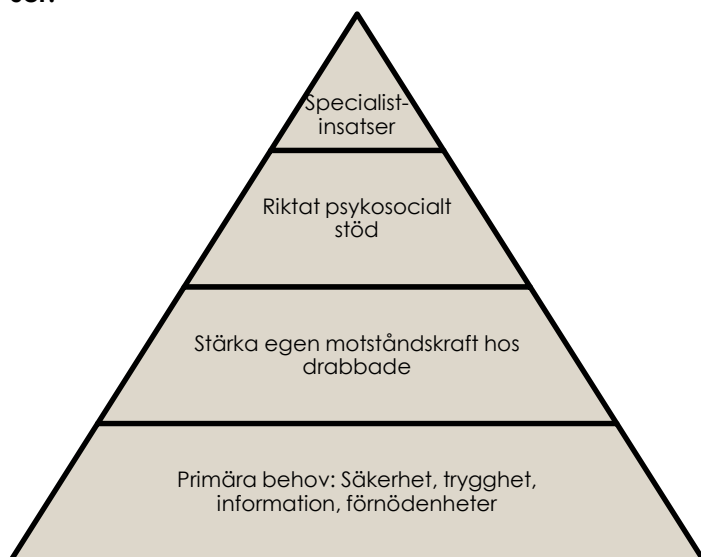 Specialist-
insatser
Riktat psykosocialt
stöd
Stärka egen motståndskraft hos
drabbade
Primära behov: Säkerhet, trygghet,
information, förnödenheter